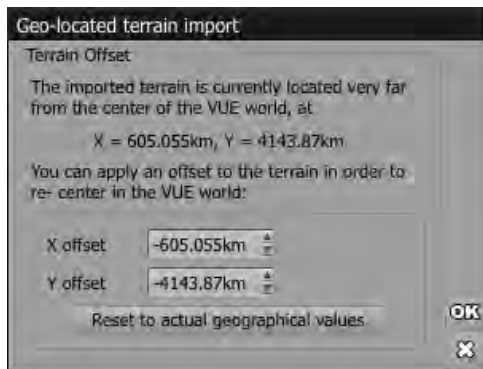 Geo-located terrain import
Terrain Offset
The imported terrain is currently located very far
from the center of the VUE world, at
X = 605.055km, Y = 4143.87km
You can apply an offset to the terrain in order to
re- center in the VUE world:
X offset -605.055km
Y offset -4143.87km
Reset to actual geographical values
OK